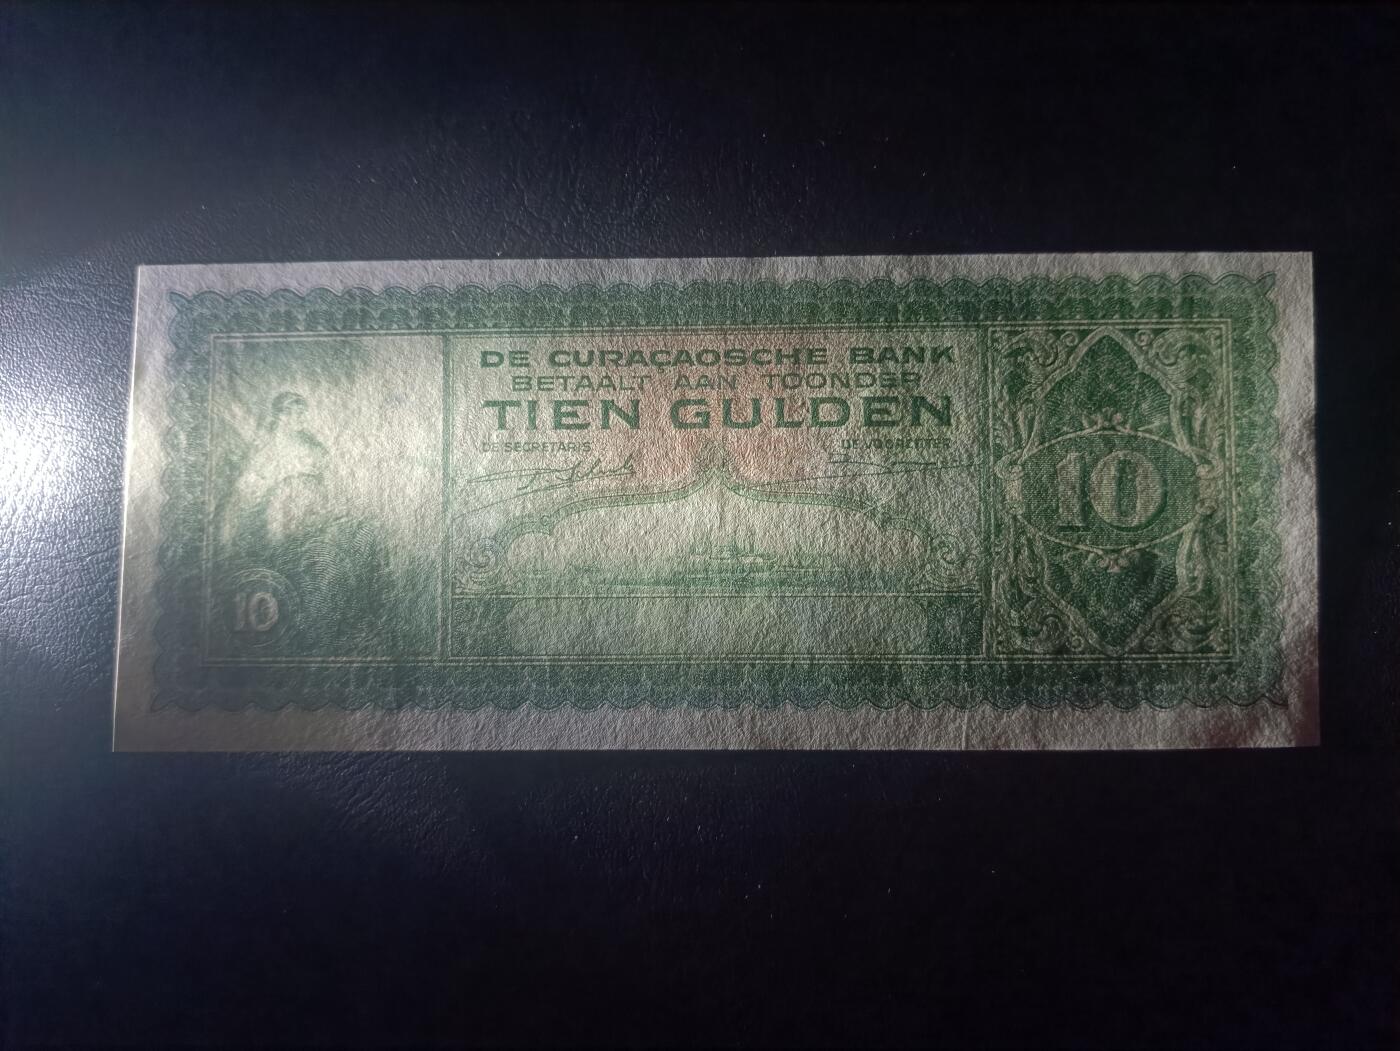 DE CURAÇAOSCHE BANK
BETAALT AAN TOONDER
TIEN GULDEN
DE SECRETARIS DE VOORZITTER
10
10